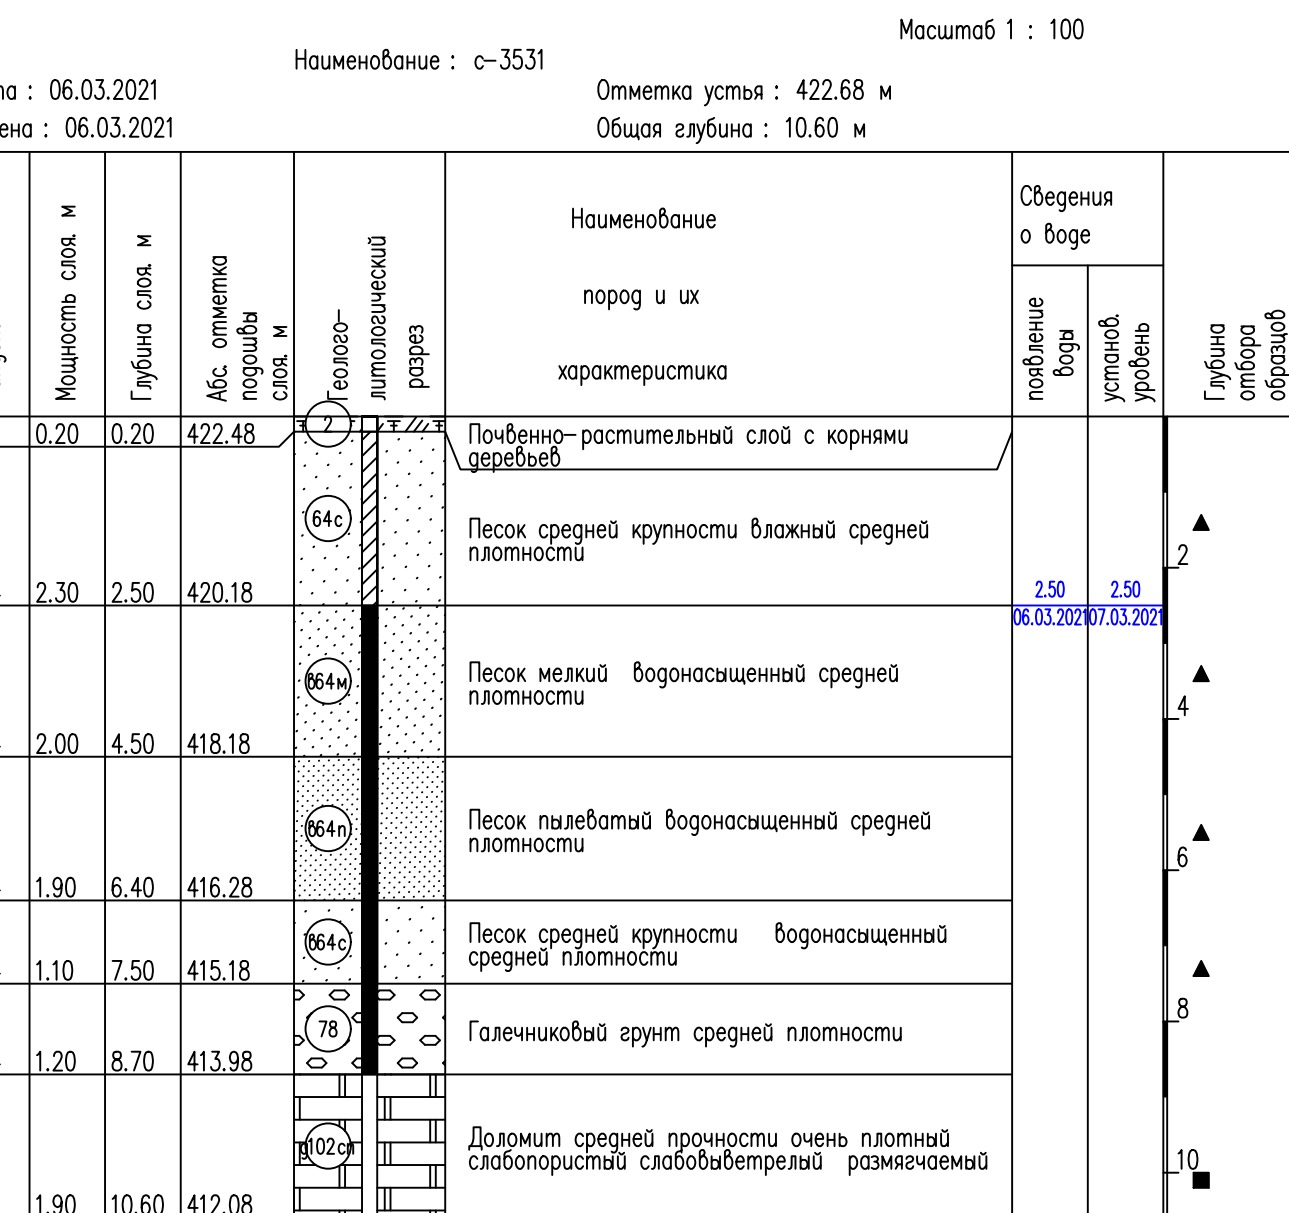 Масштаб 1 : 100
Наименование : с-3531
та : 06.03.2021
Отметка устья : 422.68 м
ена : 06.03.2021
Общая глубина : 10.60 м
Мощность слоя. м
Глубина слоя. м
Абс. отметка
подошвы
слоя. м
Геолого-
литологический
разрез
Наименование
пород и их
характеристика
Сведения
о воде
появление
воды
установ.
уровень
Глубина
отбора
образцов
0.20 0.20 422.48 2
Почвенно-растительный слой с корнями
деревьев
64с
Песок средней крупности влажный средней
плотности
2
2.30 2.50 420.18
2.50 2.50
06.03.2021 07.03.2021
в64м
Песок мелкий водонасыщенный средней
плотности
4
2.00 4.50 418.18
в64п
Песок пылеватый водонасыщенный средней
плотности
6
1.90 6.40 416.28
в64с
Песок средней крупности водонасыщенный
средней плотности
1.10 7.50 415.18
8
78
Галечниковый грунт средней плотности
1.20 8.70 413.98
д102сп
Доломит средней прочности очень плотный
слабопористый слабовыветрелый размягчаемый
10
1.90 10.60 412.08